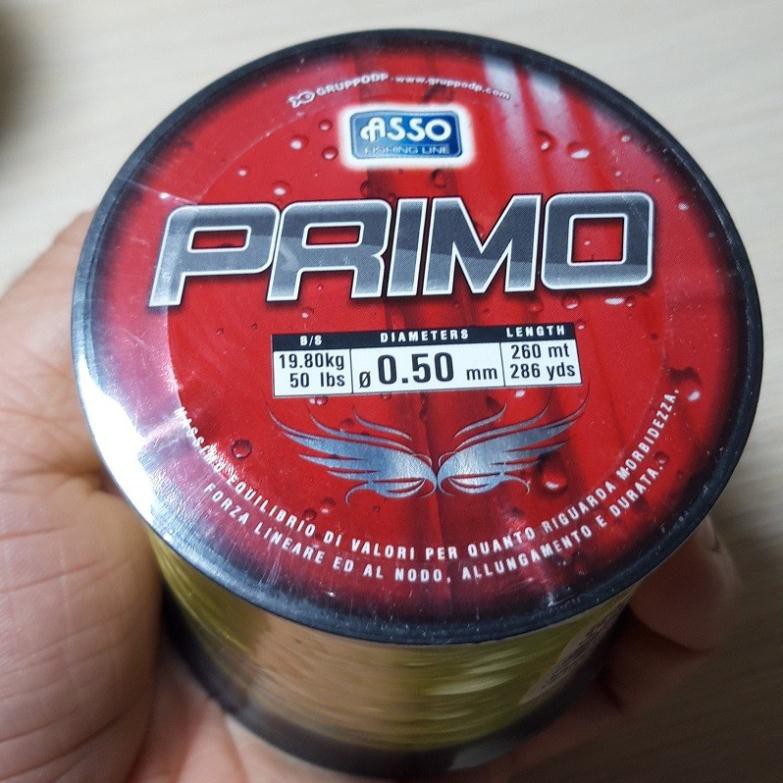 GRUPPODP - www.gruppodp.com
ASSO
FISHING LINE
PRIMO
B/S DIAMETERS LENGTH
19.80kg ø 0.50 mm 260 mt
50 lbs 286 yds
MASSIMO EQUILIBRIO DI VALORI PER QUANTO RIGUARDA MORBIDEZZA,
FORZA LINEARE ED AL NODO, ALLUNGAMENTO E DURATA.